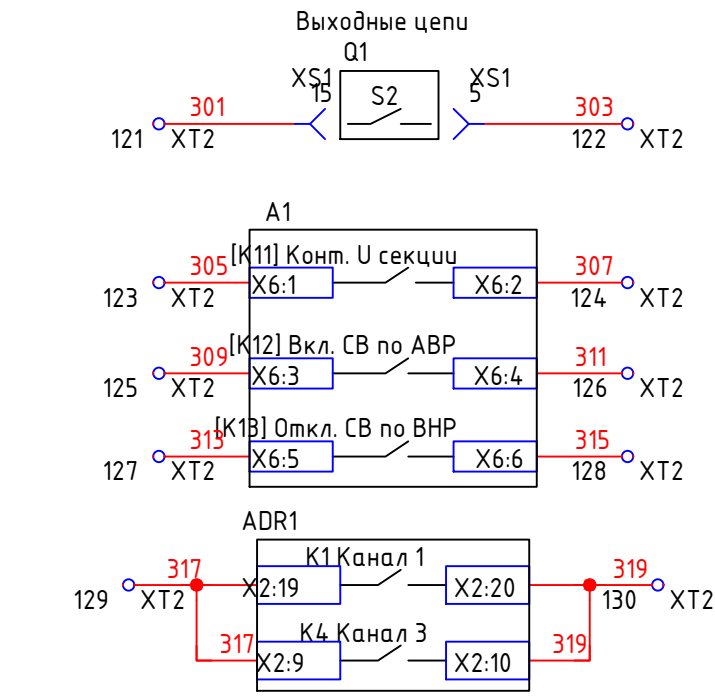 Выходные цепи
Q1
XS1 XS1
15 S2 5
301 303
121 XT2 122 XT2
A1
[K11] Конт. U секции
305 307
X6:1 X6:2
123 XT2 124 XT2
[K12] Вкл. СВ по АВР
309 311
X6:3 X6:4
125 XT2 126 XT2
[K13] Откл. СВ по ВНР
313 315
X6:5 X6:6
127 XT2 128 XT2
ADR1
K1 Канал 1
317 319
X2:19 X2:20
129 XT2 130 XT2
K4 Канал 3
317 319
X2:9 X2:10